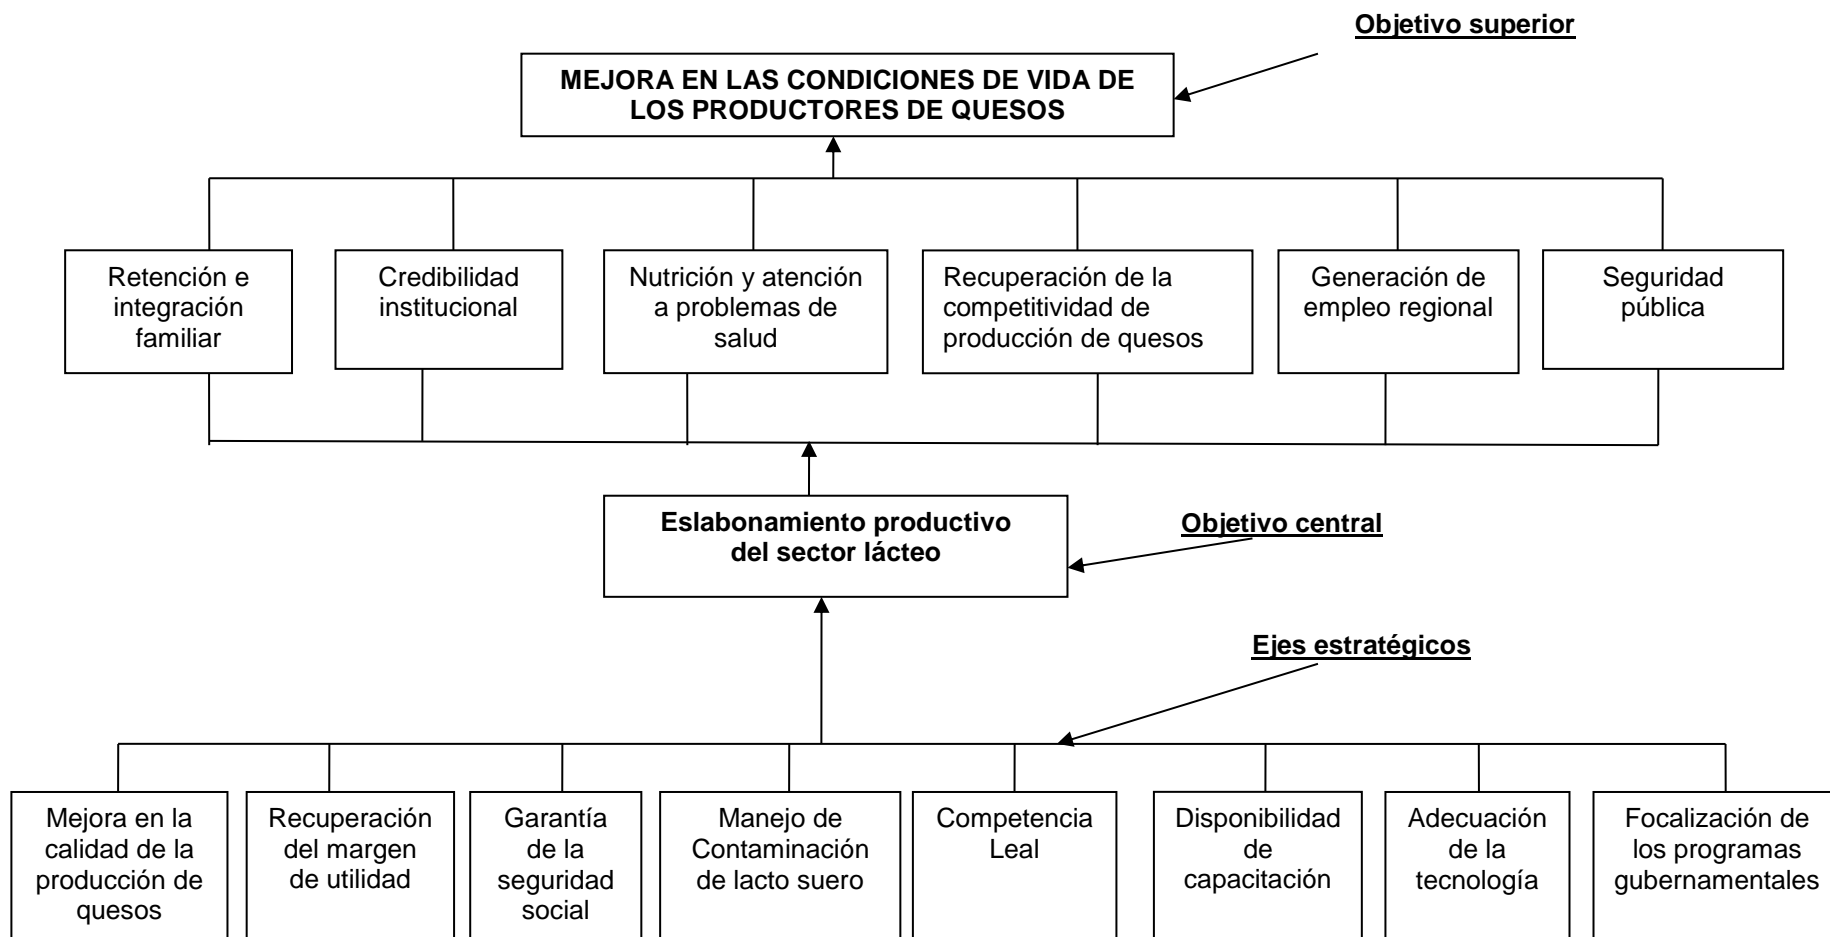 Objetivo superior
MEJORA EN LAS CONDICIONES DE VIDA DE
LOS PRODUCTORES DE QUESOS
Retención e
integración
familiar
Credibilidad
institucional
Nutrición y atención
a problemas de
salud
Recuperación de la
competitividad de
producción de quesos
Generación de
empleo regional
Seguridad
pública
Eslabonamiento productivo
del sector lácteo
Objetivo central
Ejes estratégicos
Mejora en la
calidad de la
producción de
quesos
Recuperación
del margen
de utilidad
Garantía
de la
seguridad
social
Manejo de
Contaminación
de lacto suero
Competencia
Leal
Disponibilidad
de
capacitación
Adecuación
de la
tecnología
Focalización de
los programas
gubernamentales